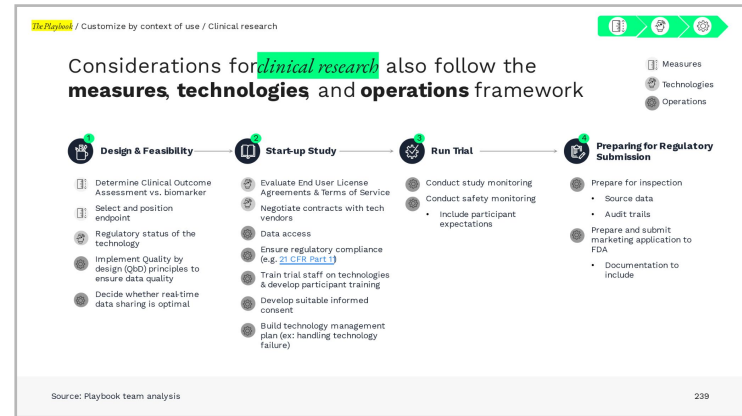 The Playbook / Customize by context of use / Clinical research
Considerations for clinical research also follow the
measures, technologies, and operations framework
Measures
Technologies
Operations
1
Design & Feasibility
Determine Clinical Outcome
Assessment vs. biomarker
Select and position
endpoint
Regulatory status of the
technology
Implement Quality by
design (QbD) principles to
ensure data quality
Decide whether real-time
data sharing is optimal
2
Start-up Study
Evaluate End User License
Agreements & Terms of Service
Negotiate contracts with tech
vendors
Data access
Ensure regulatory compliance
(e.g. 21 CFR Part 11)
Train trial staff on technologies
& develop participant training
Develop suitable informed
consent
Build technology management
plan (ex: handling technology
failure)
3
Run Trial
Conduct study monitoring
Conduct safety monitoring
• Include participant
expectations
4
Preparing for Regulatory
Submission
Prepare for inspection
• Source data
• Audit trails
Prepare and submit
marketing application to
FDA
• Documentation to
include
Source: Playbook team analysis
239